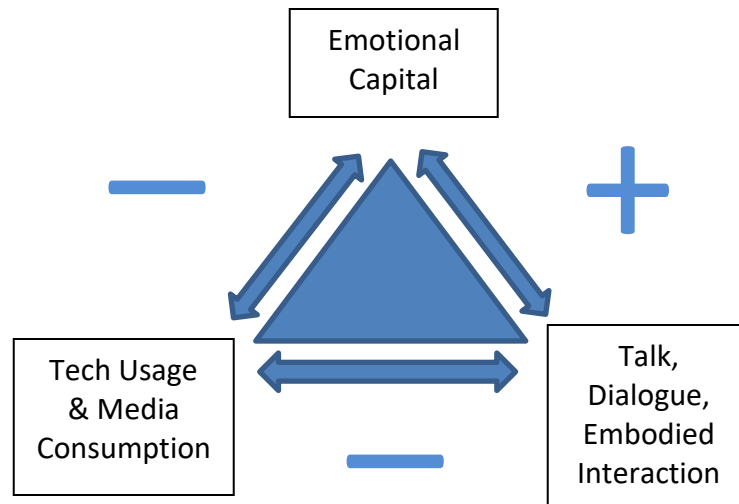 Emotional
Capital
Tech Usage
& Media
Consumption
Talk,
Dialogue,
Embodied
Interaction